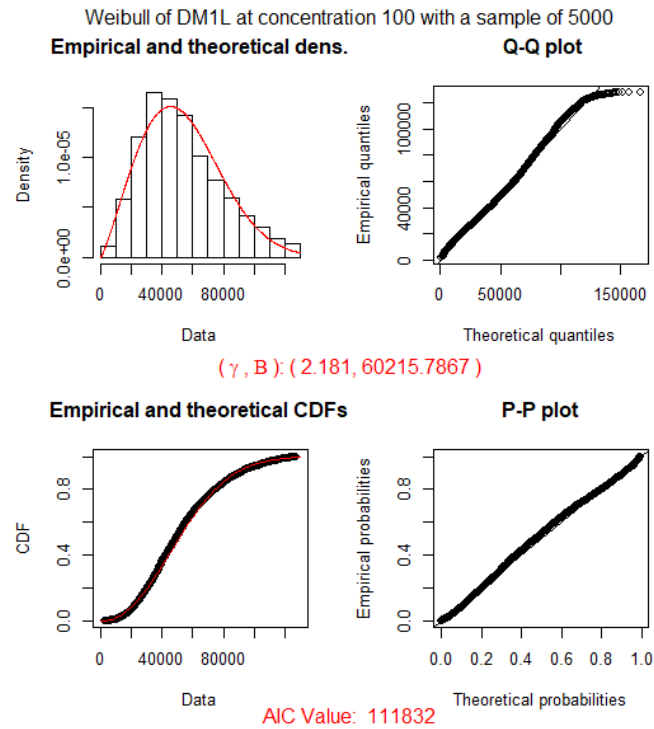 Weibull of DM1L at concentration 100 with a sample of 5000
Empirical and theoretical dens.
Density
0.0e+00 1.0e-05
0 40000 80000
Data
Q-Q plot
Empirical quantiles
0 40000 100000
0 50000 150000
Theoretical quantiles
( γ , B ): ( 2.181, 60215.7867 )
Empirical and theoretical CDFs
CDF
0.0 0.4 0.8
0 40000 80000
Data
P-P plot
Empirical probabilities
0.0 0.4 0.8
0.0 0.2 0.4 0.6 0.8 1.0
Theoretical probabilities
AIC Value: 111832